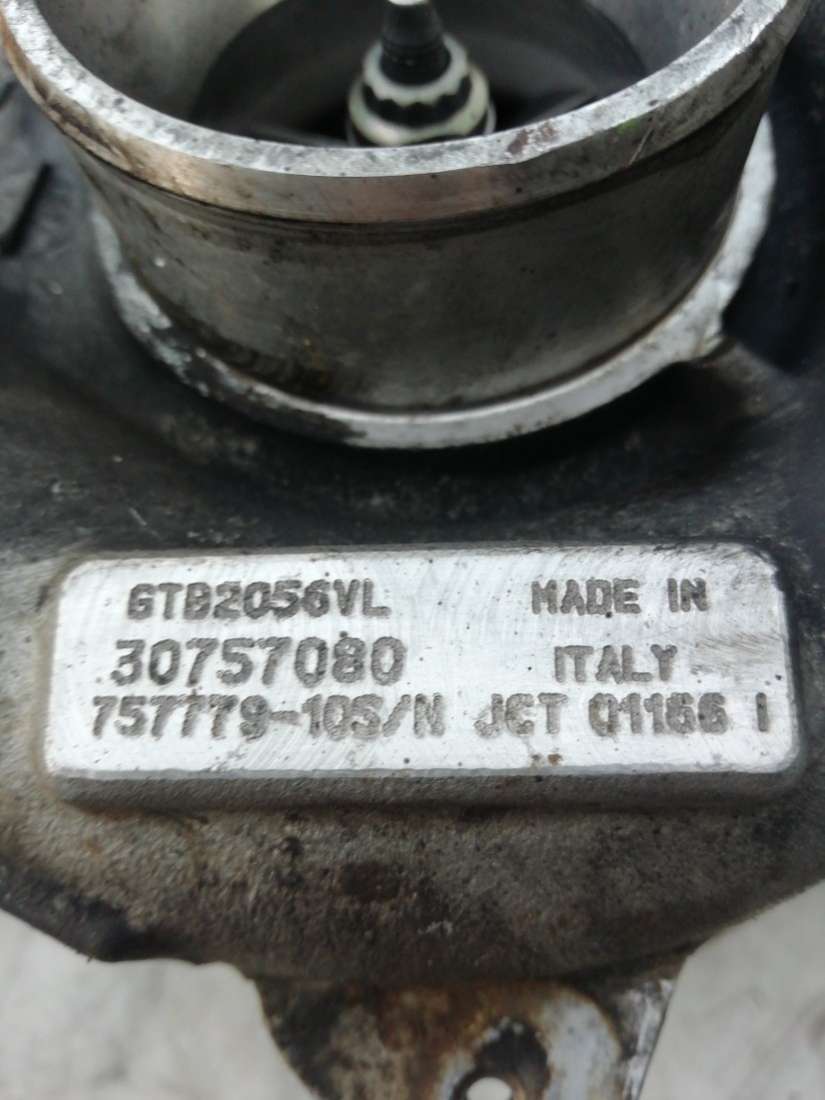 GTB2056VL MADE IN
30757080 ITALY
757779-10S/N JCT 01166 I